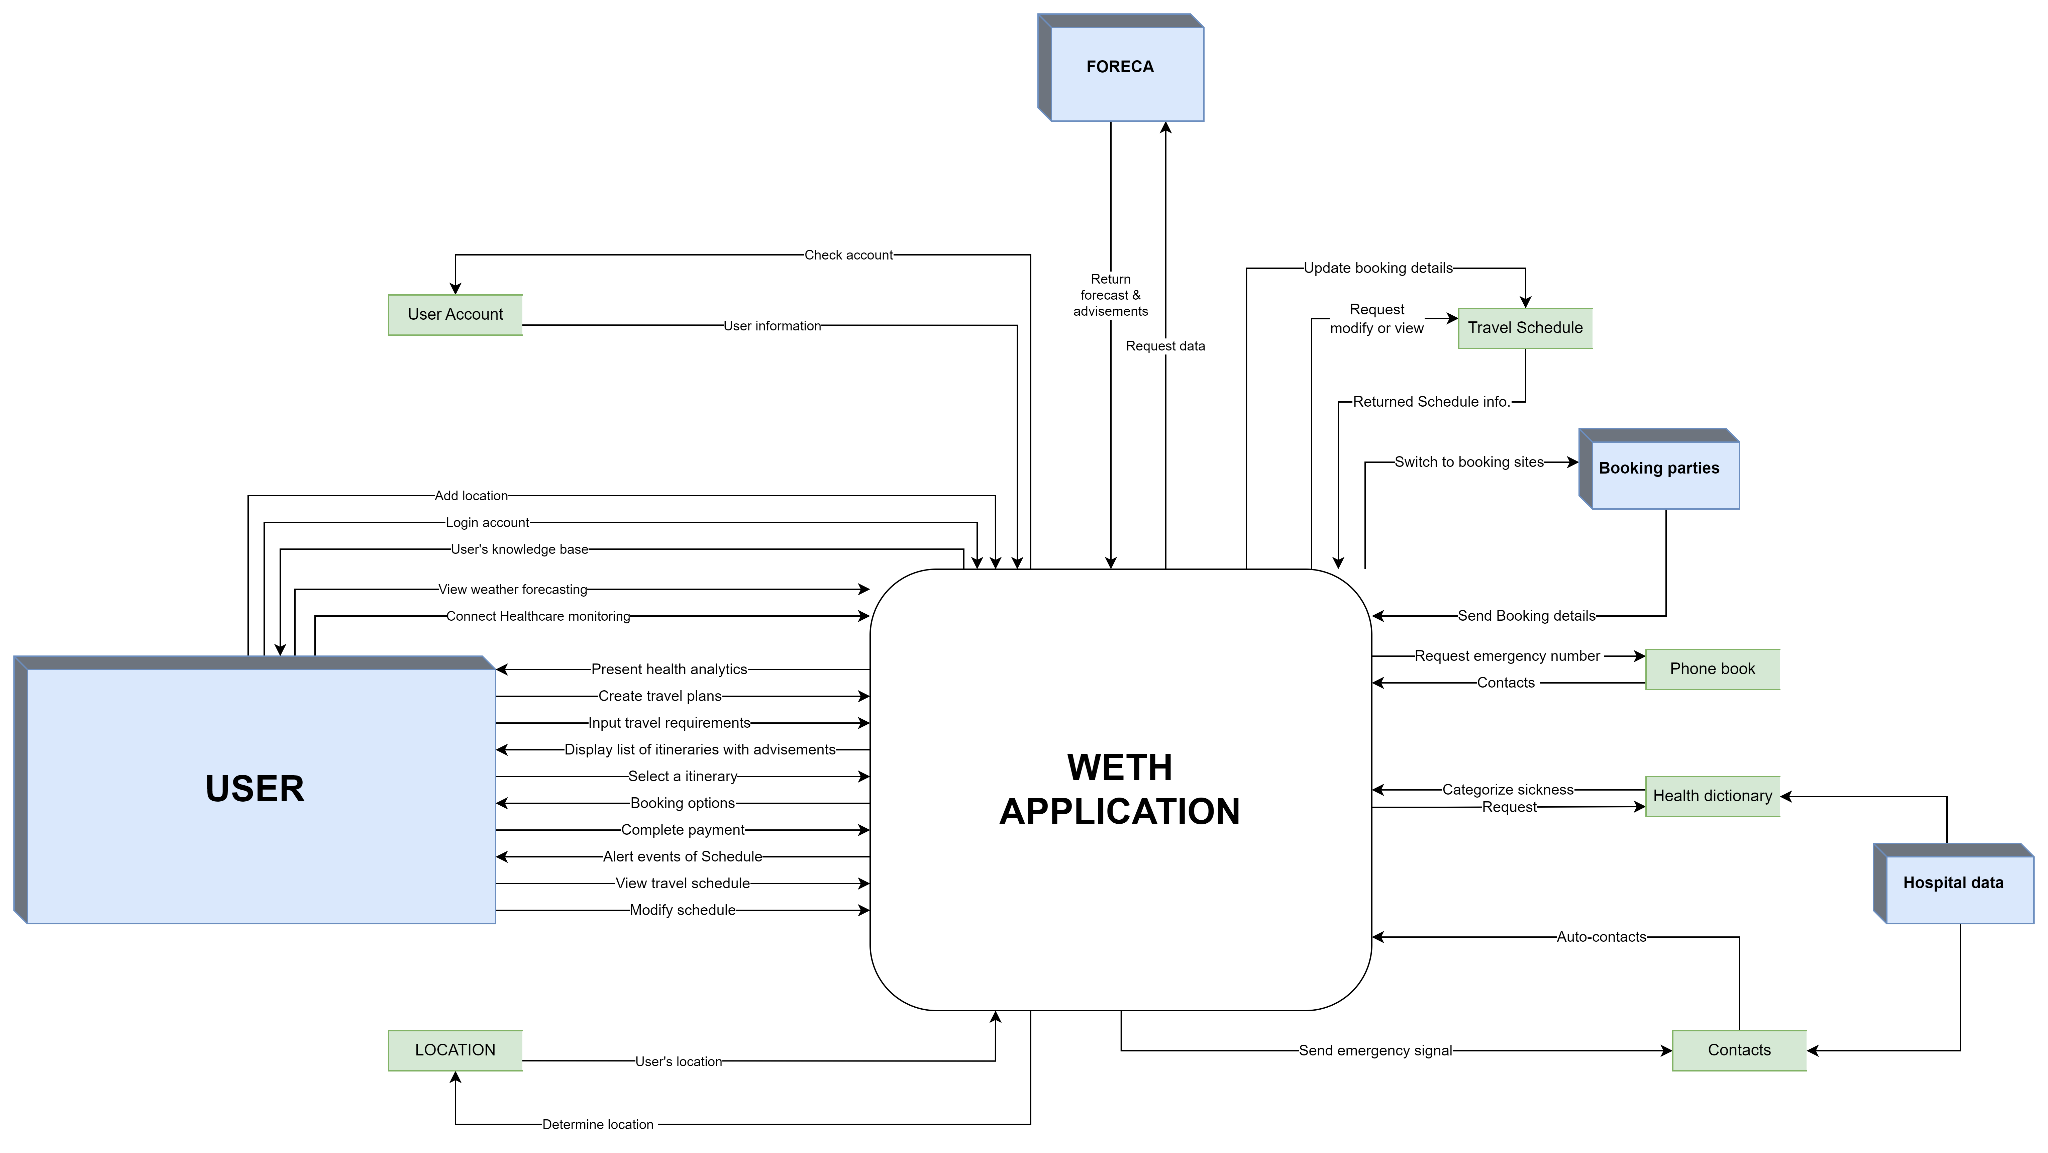 FORECA
Check account
Return
forecast &
advisements
Update booking details
User Account
Request
modify or view
User information
Travel Schedule
Request data
Returned Schedule info.
Switch to booking sites
Booking parties
Add location
Login account
User's knowledge base
View weather forecasting
Connect Healthcare monitoring
Send Booking details
Request emergency number
Present health analytics
Phone book
Contacts
Create travel plans
Input travel requirements
Display list of itineraries with advisements
USER
WETH
APPLICATION
Select a itinerary
Categorize sickness
Health dictionary
Request
Booking options
Complete payment
Alert events of Schedule
View travel schedule
Hospital data
Modify schedule
Auto-contacts
LOCATION
User's location
Send emergency signal
Contacts
Determine location